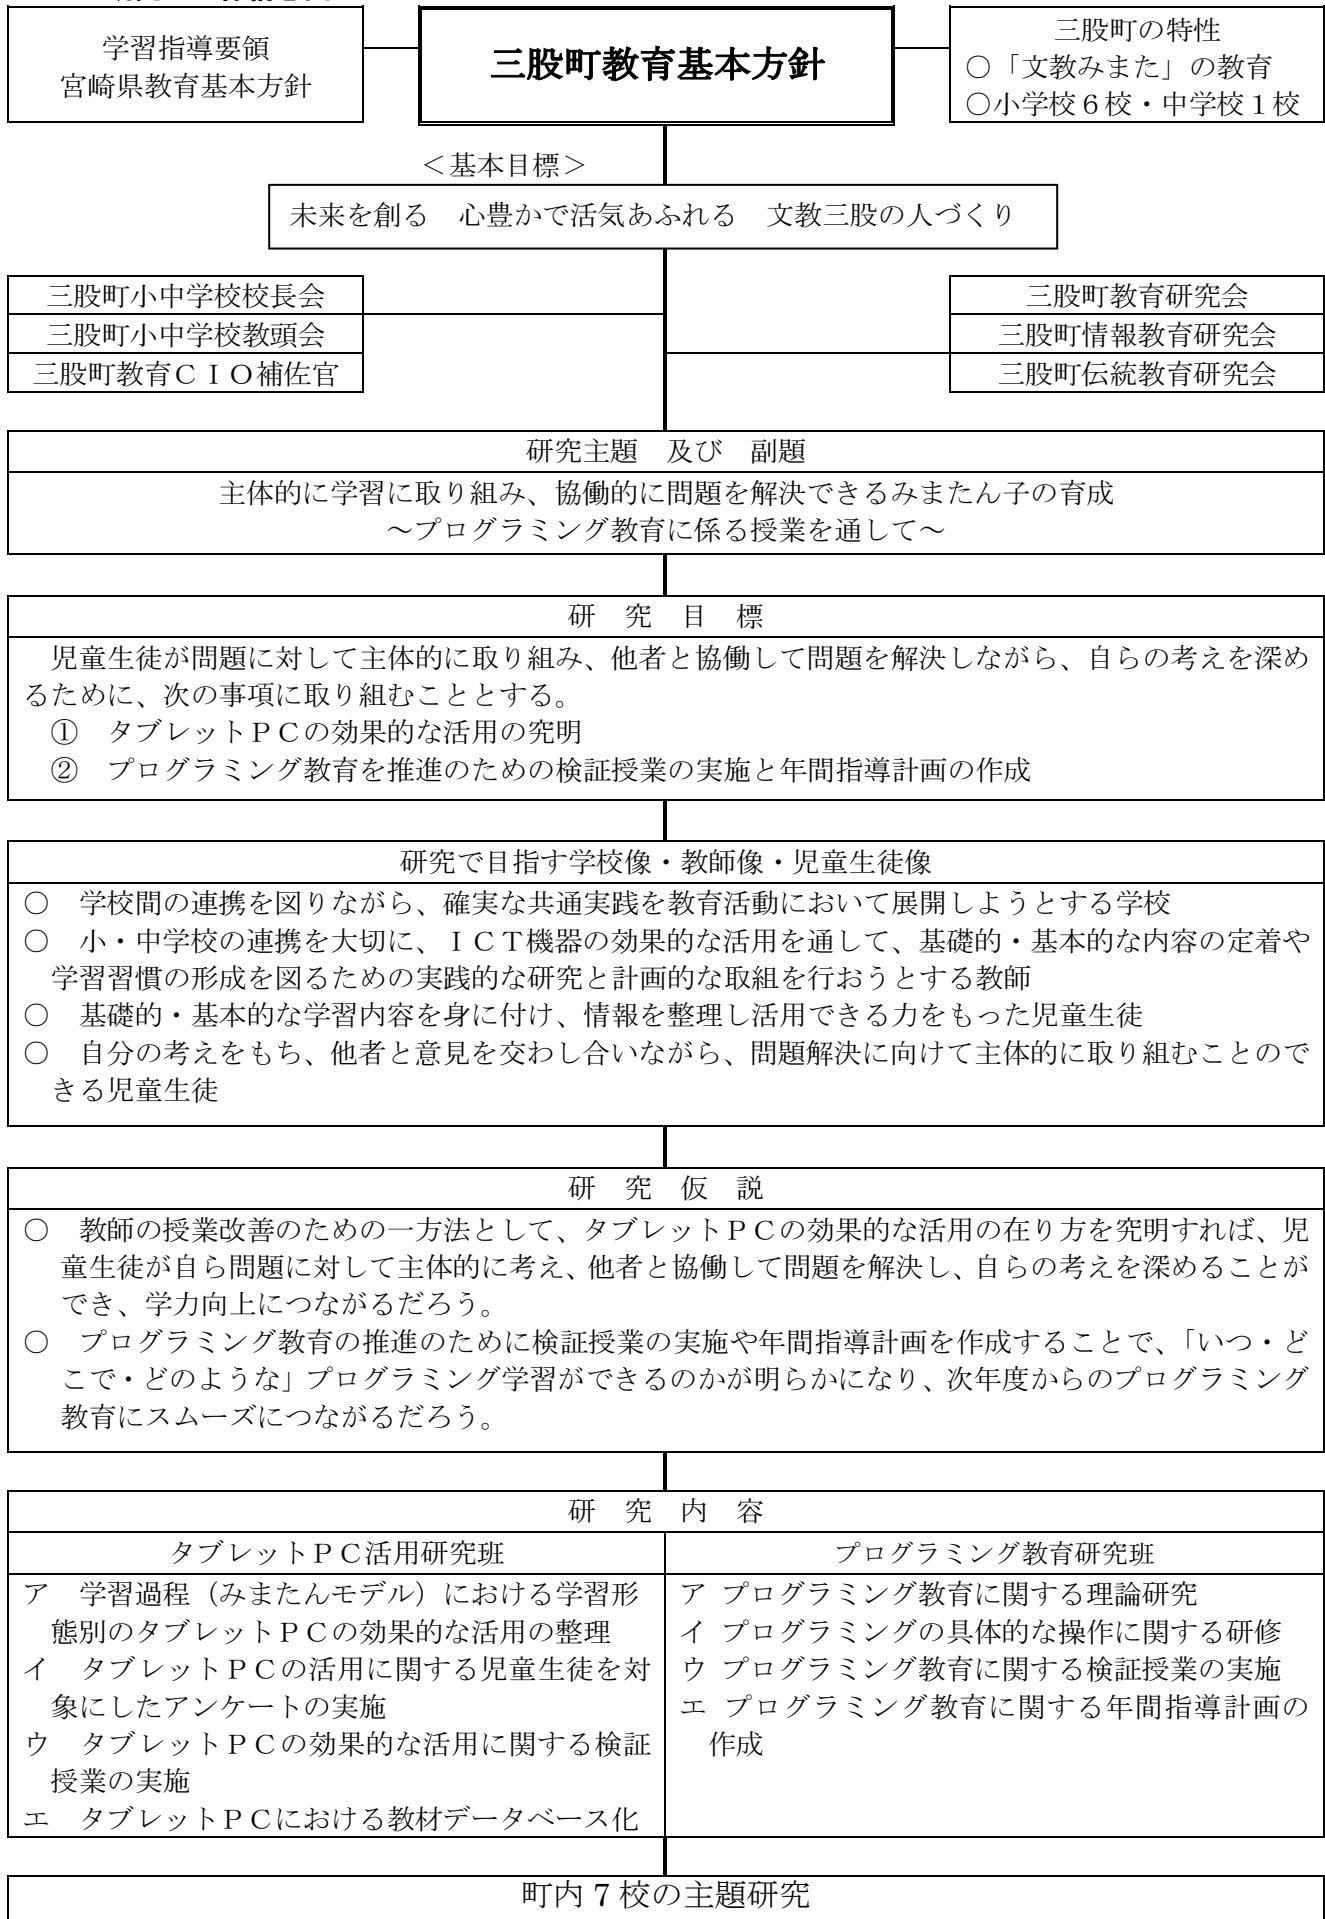 学習指導要領
宮崎県教育基本方針
三股町教育基本方針
三股町の特性
○「文教みまた」の教育
○小学校６校・中学校１校
＜基本目標＞
未来を創る　心豊かで活気あふれる　文教三股の人づくり
三股町小中学校校長会
三股町小中学校教頭会
三股町教育ＣＩＯ補佐官
三股町教育研究会
三股町情報教育研究会
三股町伝統教育研究会
研究主題　及び　副題
主体的に学習に取り組み、協働的に問題を解決できるみまたん子の育成
～プログラミング教育に係る授業を通して～
研　究　目　標
児童生徒が問題に対して主体的に取り組み、他者と協働して問題を解決しながら、自らの考えを深め
るために、次の事項に取り組むこととする。
①　タブレットＰＣの効果的な活用の究明
②　プログラミング教育を推進のための検証授業の実施と年間指導計画の作成
研究で目指す学校像・教師像・児童生徒像
○　学校間の連携を図りながら、確実な共通実践を教育活動において展開しようとする学校
○　小・中学校の連携を大切に、ＩＣＴ機器の効果的な活用を通して、基礎的・基本的な内容の定着や
学習習慣の形成を図るための実践的な研究と計画的な取組を行おうとする教師
○　基礎的・基本的な学習内容を身に付け、情報を整理し活用できる力をもった児童生徒
○　自分の考えをもち、他者と意見を交わし合いながら、問題解決に向けて主体的に取り組むことので
きる児童生徒
研　究　仮　説
○　教師の授業改善のための一方法として、タブレットＰＣの効果的な活用の在り方を究明すれば、児
童生徒が自ら問題に対して主体的に考え、他者と協働して問題を解決し、自らの考えを深めることが
でき、学力向上につながるだろう。
○　プログラミング教育の推進のために検証授業の実施や年間指導計画を作成することで、「いつ・ど
こで・どのような」プログラミング学習ができるのかが明らかになり、次年度からのプログラミング
教育にスムーズにつながるだろう。
研　究　内　容
タブレットＰＣ活用研究班
ア　学習過程（みまたんモデル）における学習形
態別のタブレットＰＣの効果的な活用の整理
イ　タブレットＰＣの活用に関する児童生徒を対
象にしたアンケートの実施
ウ　タブレットＰＣの効果的な活用に関する検証
授業の実施
エ　タブレットＰＣにおける教材データベース化
プログラミング教育研究班
ア プログラミング教育に関する理論研究
イ プログラミングの具体的な操作に関する研修
ウ プログラミング教育に関する検証授業の実施
エ プログラミング教育に関する年間指導計画の
作成
町内 7 校の主題研究